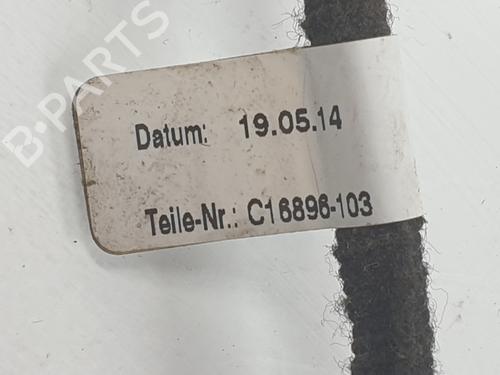 B-PARTS
Datum: 19.05.14
Teile-Nr.: C16896-103